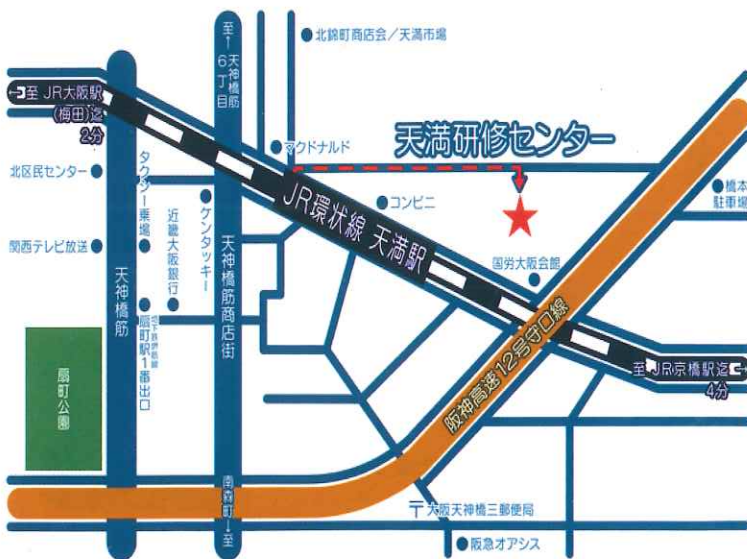 至↑
天神橋筋
6丁目
北錦町商店会／天満市場
至 JR大阪駅
(梅田)迄
2分
マクドナルド
天満研修センター
北区民センター
タクシー乗場
ケンタッキー
コンビニ
橋本
駐車場
JR環状線 天満駅
関西テレビ放送
近畿大阪銀行
国労大阪会館
天神橋筋
天神橋筋商店街
地下鉄堺筋線
扇町駅1番出口
扇町公園
阪神高速12号守口線
至 JR京橋駅迄
4分
南森町
↓至
〒大阪天神橋三郵便局
阪急オアシス